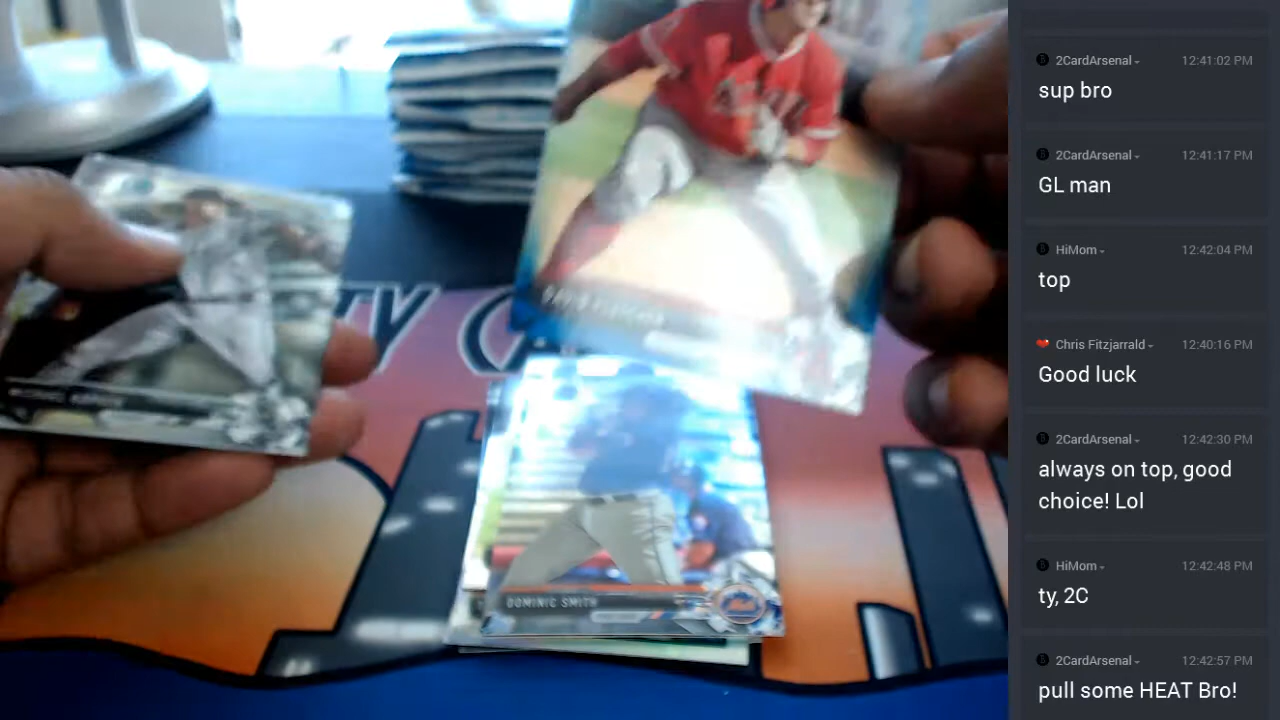 2CardArsenal 12:41:02 PM
sup bro
2CardArsenal 12:41:17 PM
GL man
HiMom 12:42:04 PM
top
Chris Fitzjarrald 12:40:16 PM
Good luck
2CardArsenal 12:42:30 PM
always on top, good
choice! Lol
HiMom 12:42:48 PM
ty, 2C
2CardArsenal 12:42:57 PM
pull some HEAT Bro!
DOMINIC SMITH